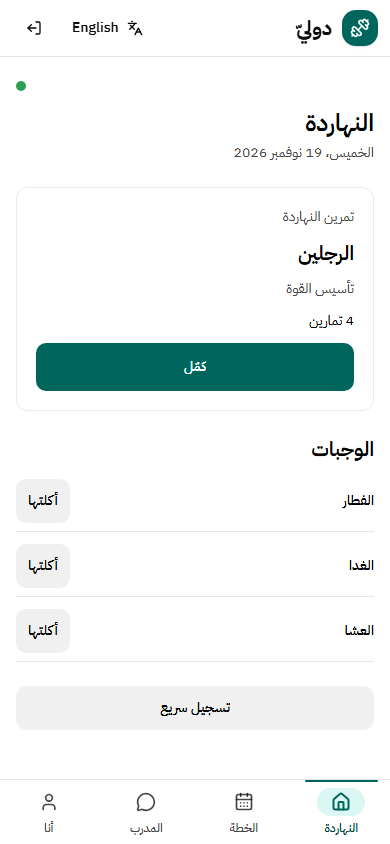 دوليّ
English
النهاردة
الخميس، 19 نوفمبر 2026
تمرين النهاردة
الرجلين
تأسيس القوة
4 تمارين
كمّل
الوجبات
الفطار
أكلتها
الغدا
أكلتها
العشا
أكلتها
تسجيل سريع
النهاردة
الخطة
المدرب
أنا